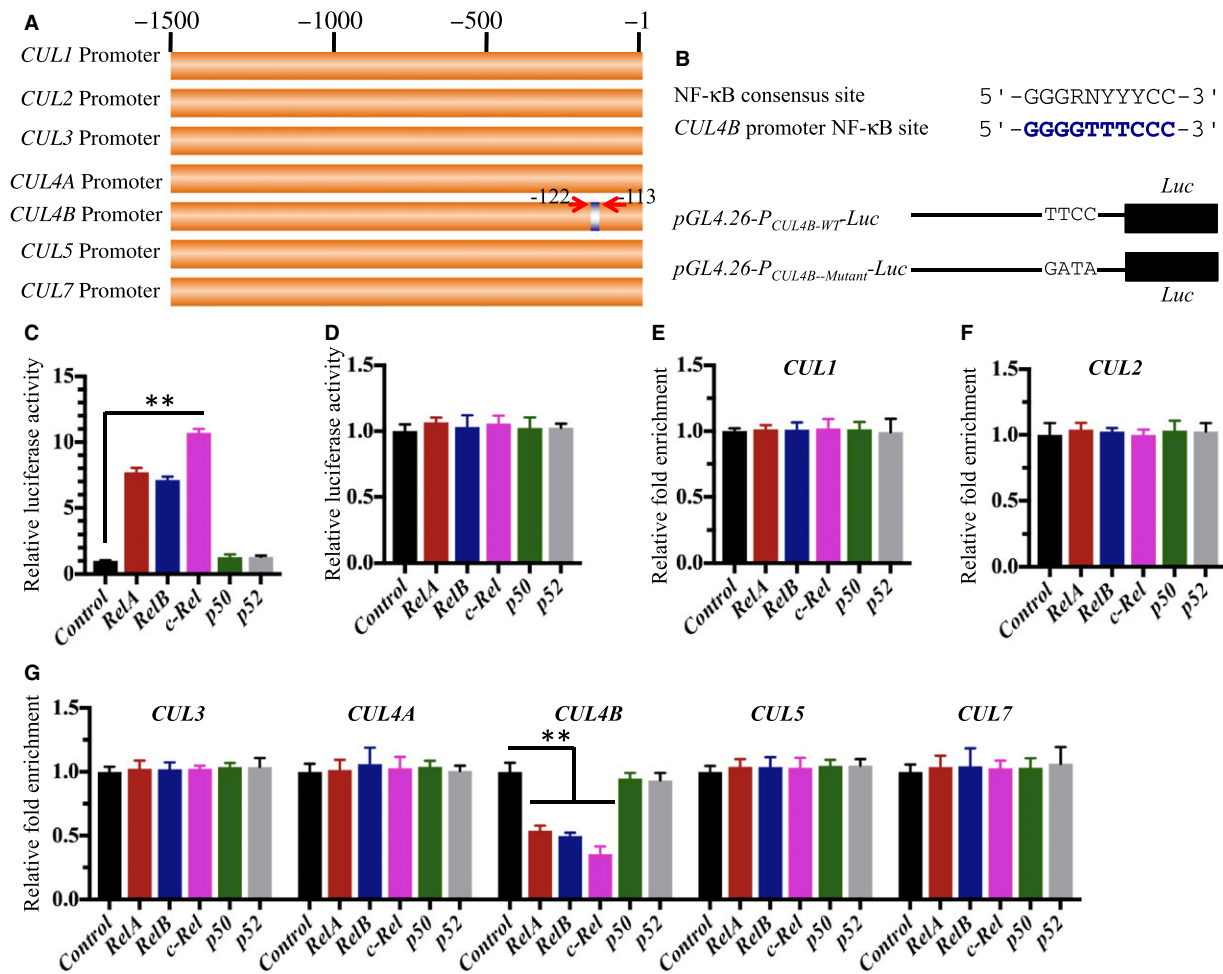 A
−1500 −1000 −500 −1
CUL1 Promoter
CUL2 Promoter
CUL3 Promoter
CUL4A Promoter
-122 -113
CUL4B Promoter
CUL5 Promoter
CUL7 Promoter
B
NF-κB consensus site 5'-GGGRNYYYCC-3'
CUL4B promoter NF-κB site 5'-GGGGTTTCCC-3'
Luc
pGL4.26-PCUL4B-WT-Luc TTCC
pGL4.26-PCUL4B--Mutant-Luc GATA
Luc
C
Relative luciferase activity
15
10
5
0
**
Control RelA RelB c-Rel p50 p52
D
Relative luciferase activity
1.5
1.0
0.5
0.0
Control RelA RelB c-Rel p50 p52
E
CUL1
Relative fold enrichment
1.5
1.0
0.5
0.0
Control RelA RelB c-Rel p50 p52
F
CUL2
Relative fold enrichment
1.5
1.0
0.5
0.0
Control RelA RelB c-Rel p50 p52
G
Relative fold enrichment
1.5
1.0
0.5
0.0
CUL3 CUL4A CUL4B CUL5 CUL7
**
Control RelA RelB c-Rel p50 p52 Control RelA RelB c-Rel p50 p52 Control RelA RelB c-Rel p50 p52 Control RelA RelB c-Rel p50 p52 Control RelA RelB c-Rel p50 p52